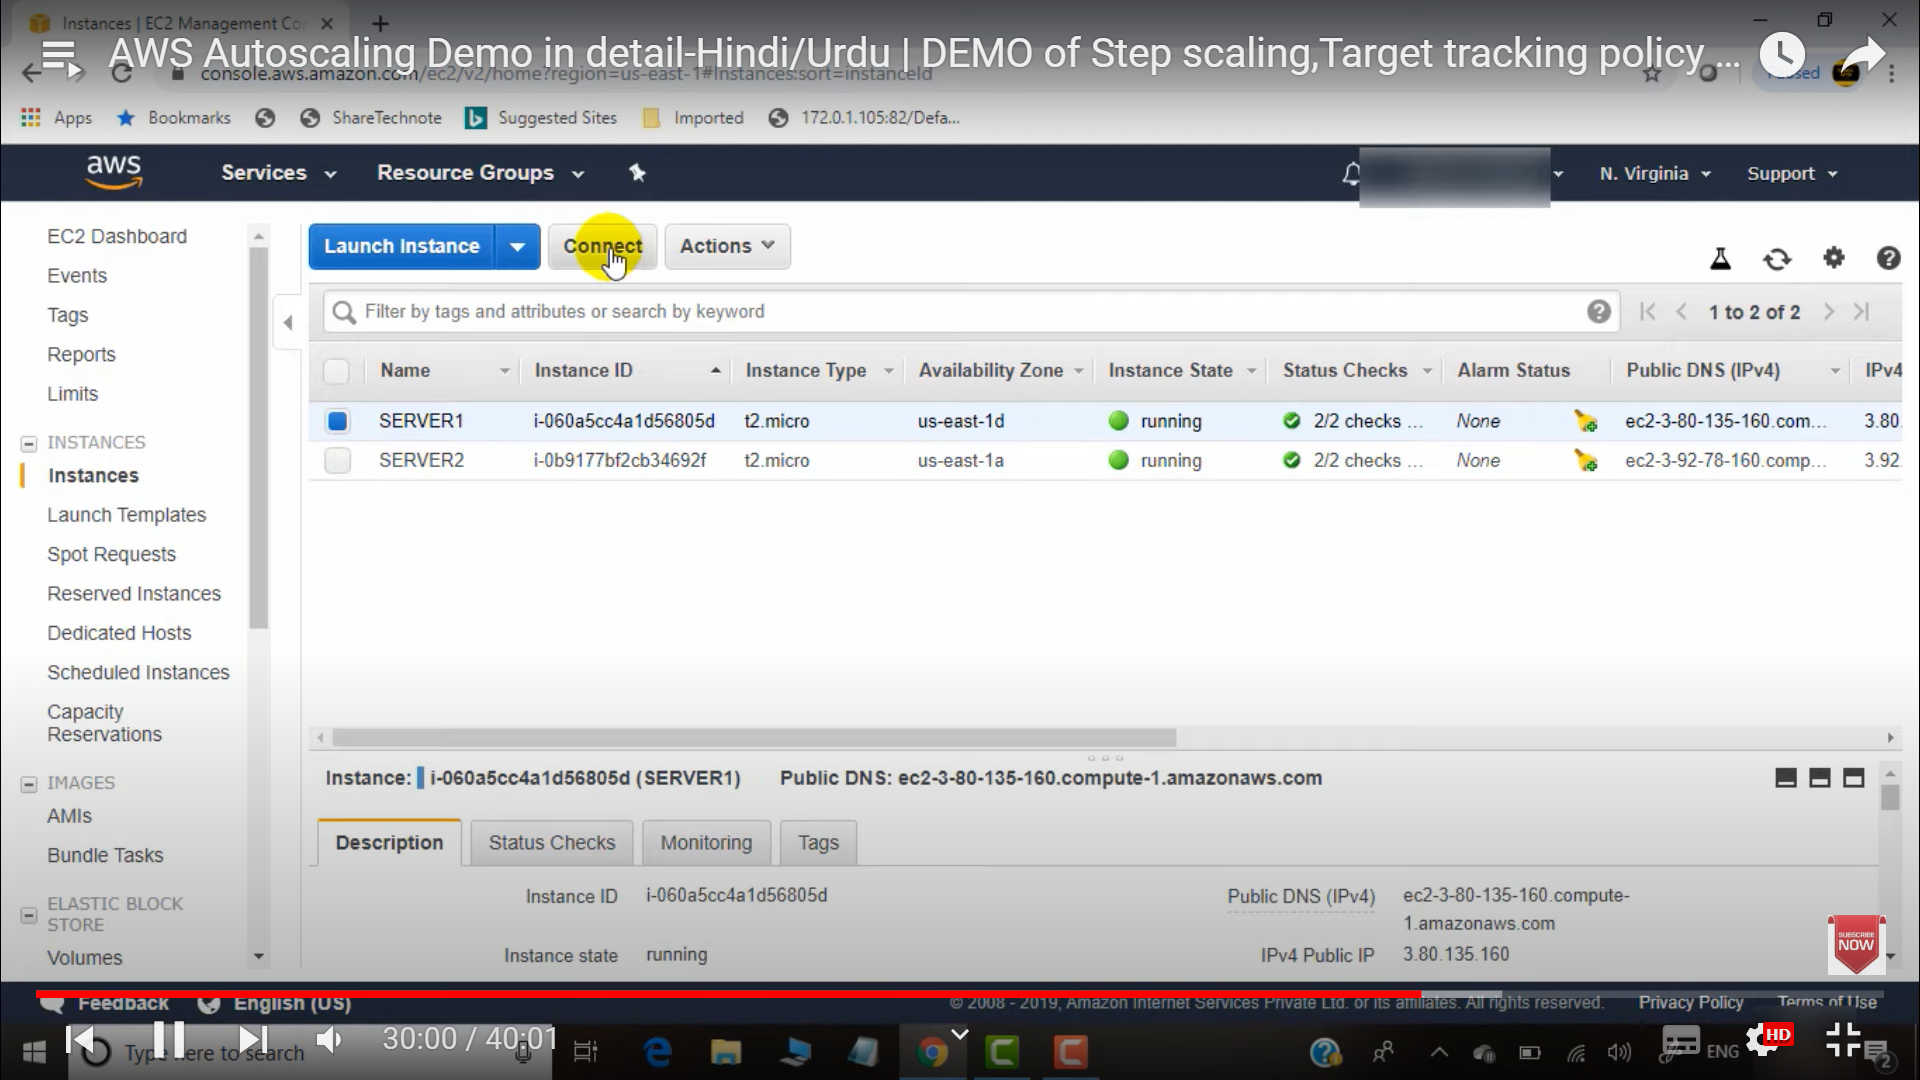 Instances | EC2 Management Con
AWS Autoscaling Demo in detail-Hindi/Urdu | DEMO of Step scaling,Target tracking policy ...
console.aws.amazon.com/ec2/v2/home?region=us-east-1#Instances:sort=instanceId
Apps Bookmarks ShareTechnote Suggested Sites Imported 172.0.1.105:82/Defa...
aws Services Resource Groups N. Virginia Support
Launch Instance Connect Actions
Filter by tags and attributes or search by keyword 1 to 2 of 2
Name Instance ID Instance Type Availability Zone Instance State Status Checks Alarm Status Public DNS (IPv4) IPv4
SERVER1 i-060a5cc4a1d56805d t2.micro us-east-1d running 2/2 checks ... None ec2-3-80-135-160.com... 3.80.
SERVER2 i-0b9177bf2cb34692f t2.micro us-east-1a running 2/2 checks ... None ec2-3-92-78-160.comp... 3.92.
EC2 Dashboard
Events
Tags
Reports
Limits
INSTANCES
Instances
Launch Templates
Spot Requests
Reserved Instances
Dedicated Hosts
Scheduled Instances
Capacity
Reservations
IMAGES
AMIs
Bundle Tasks
ELASTIC BLOCK
STORE
Volumes
Instance: i-060a5cc4a1d56805d (SERVER1) Public DNS: ec2-3-80-135-160.compute-1.amazonaws.com
Description Status Checks Monitoring Tags
Instance ID i-060a5cc4a1d56805d Public DNS (IPv4) ec2-3-80-135-160.compute-
1.amazonaws.com
Instance state running IPv4 Public IP 3.80.135.160
SUBSCRIBE
NOW
Feedback English (US) © 2008 - 2019, Amazon Internet Services Private Ltd. or its affiliates. All rights reserved. Privacy Policy Terms of Use
Type here to search 30:00 / 40:01 ENG HD 2